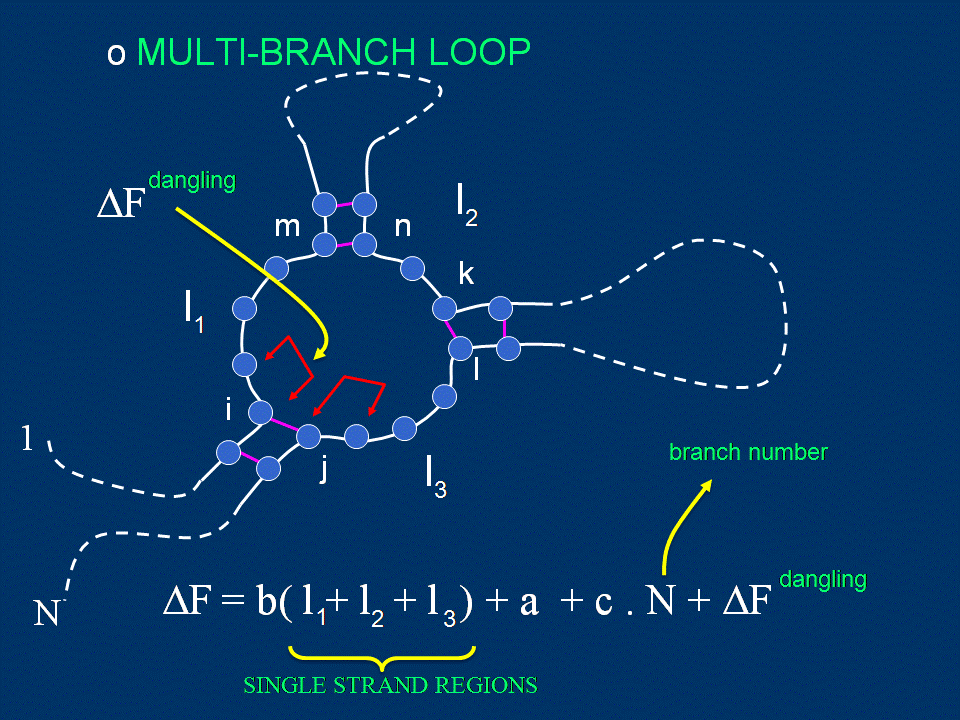 o MULTI-BRANCH LOOP
ΔF dangling
m n
l2
k
l1
l
i
1
j
l3
branch number
N
ΔF = b( l1+ l2 + l3) + a + c . N + ΔF dangling
SINGLE STRAND REGIONS